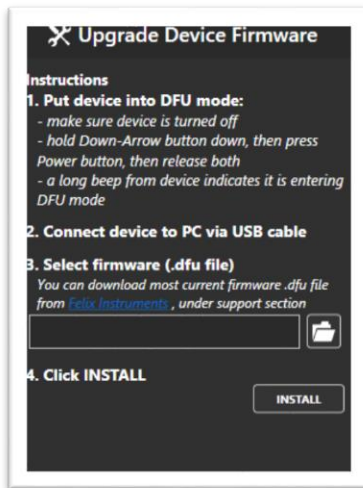 Upgrade Device Firmware
Instructions
1. Put device into DFU mode:
- make sure device is turned off
- hold Down-Arrow button down, then press
Power button, then release both
- a long beep from device indicates it is entering
DFU mode
2. Connect device to PC via USB cable
3. Select firmware (.dfu file)
You can download most current firmware .dfu file
from Felix Instruments , under support section
4. Click INSTALL
INSTALL